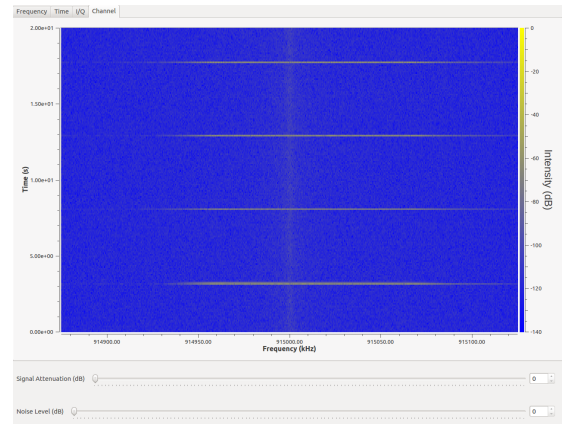 Frequency Time I/Q Channel
2.00e+01
1.50e+01
1.00e+01
5.00e+00
0.00e+00
Time (s)
914900.00 914950.00 915000.00 915050.00 915100.00
Frequency (kHz)
0
-20
-40
-60
-80
-100
-120
-140
Intensity (dB)
Signal Attenuation (dB) 0
Noise Level (dB) 0